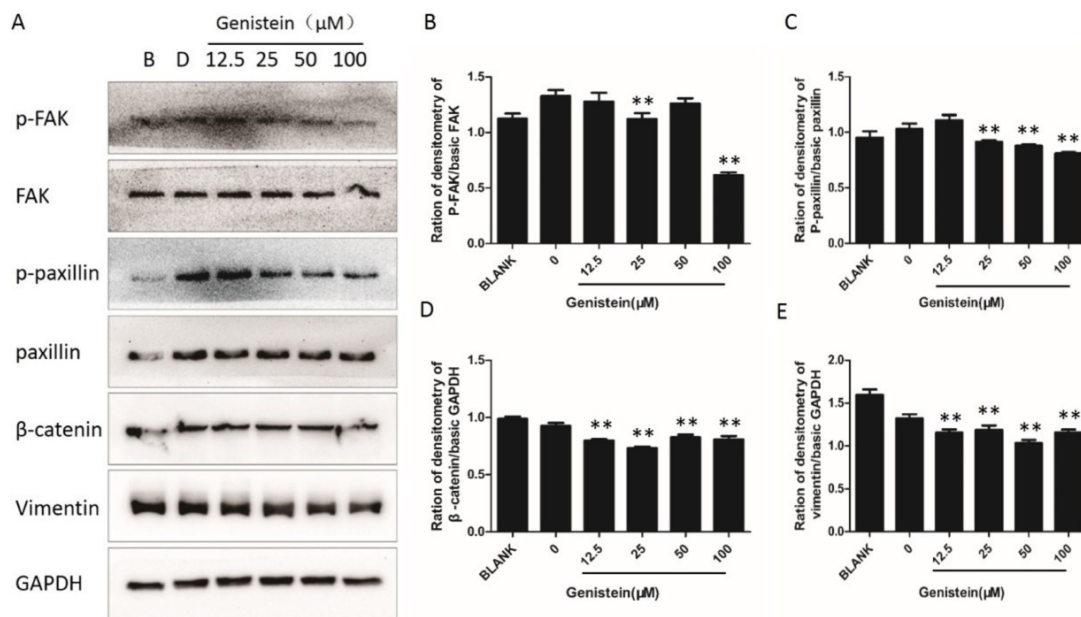 A
Genistein（μM）
B D 12.5 25 50 100
p-FAK
FAK
p-paxillin
paxillin
β-catenin
Vimentin
GAPDH
B
Ration of densitometry of
P-FAK/basic FAK
1.5
1.0
0.5
0.0
**
**
BLANK 0 12.5 25 50 100
Genistein(μM)
C
Ration of densitometry of
P-paxillin/basic paxillin
1.5
1.0
0.5
0.0
** ** **
BLANK 0 12.5 25 50 100
Genistein(μM)
D
Ration of densitometry of
β -catenin/basic GAPDH
1.5
1.0
0.5
0.0
** ** ** **
BLANK 0 12.5 25 50 100
Genistein(μM)
E
Ration of densitometry of
vimentin/basic GAPDH
2.0
1.5
1.0
0.5
0.0
** ** ** **
BLANK 0 12.5 25 50 100
Genistein(μM)